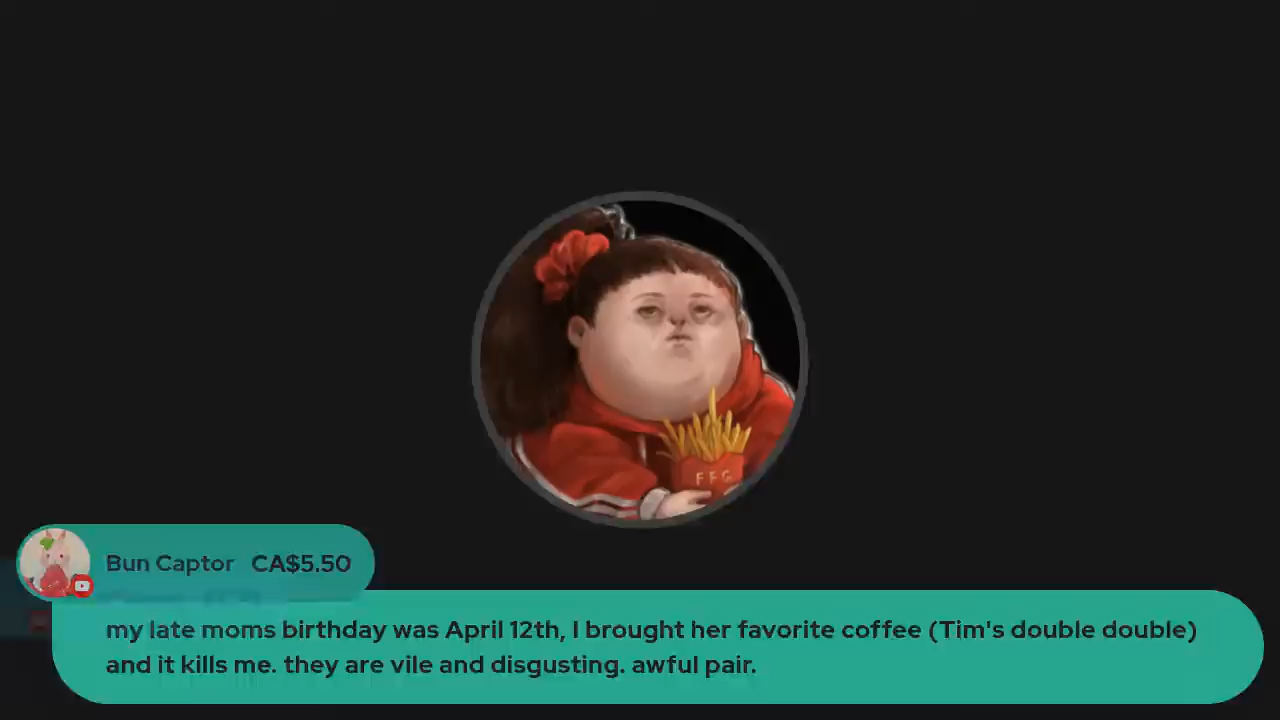 FFG
Bun Captor CA$5.50
my late moms birthday was April 12th, I brought her favorite coffee (Tim's double double)
and it kills me. they are vile and disgusting. awful pair.